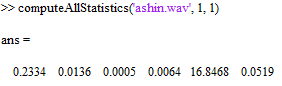 >> computeAllStatistics('ashin.wav', 1, 1)
ans =
0.2334 0.0136 0.0005 0.0064 16.8468 0.0519